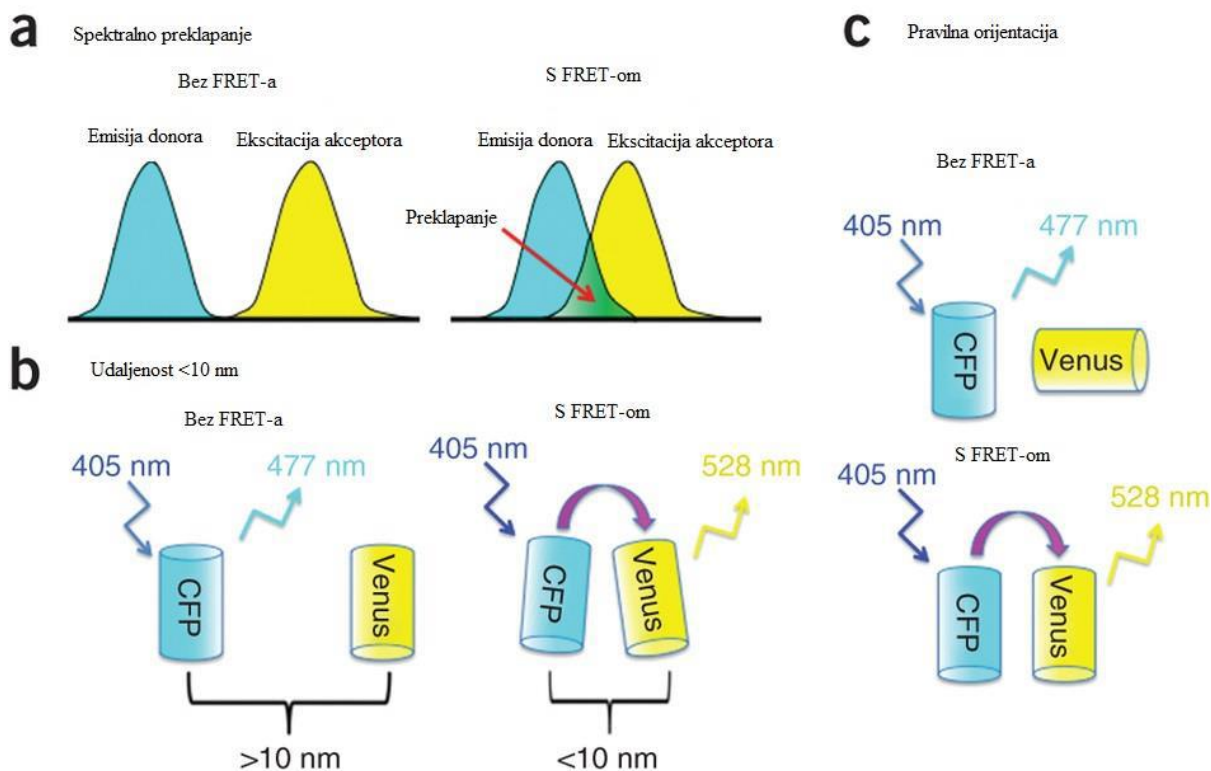 a
Spektralno preklapanje
Bez FRET-a
Emisija donora
Ekscitacija akceptora
S FRET-om
Emisija donora
Ekscitacija akceptora
Preklapanje
b
Udaljenost <10 nm
Bez FRET-a
405 nm
477 nm
CFP
Venus
>10 nm
S FRET-om
405 nm
528 nm
CFP
Venus
<10 nm
c
Pravilna orijentacija
Bez FRET-a
405 nm
477 nm
CFP
Venus
S FRET-om
405 nm
528 nm
CFP
Venus